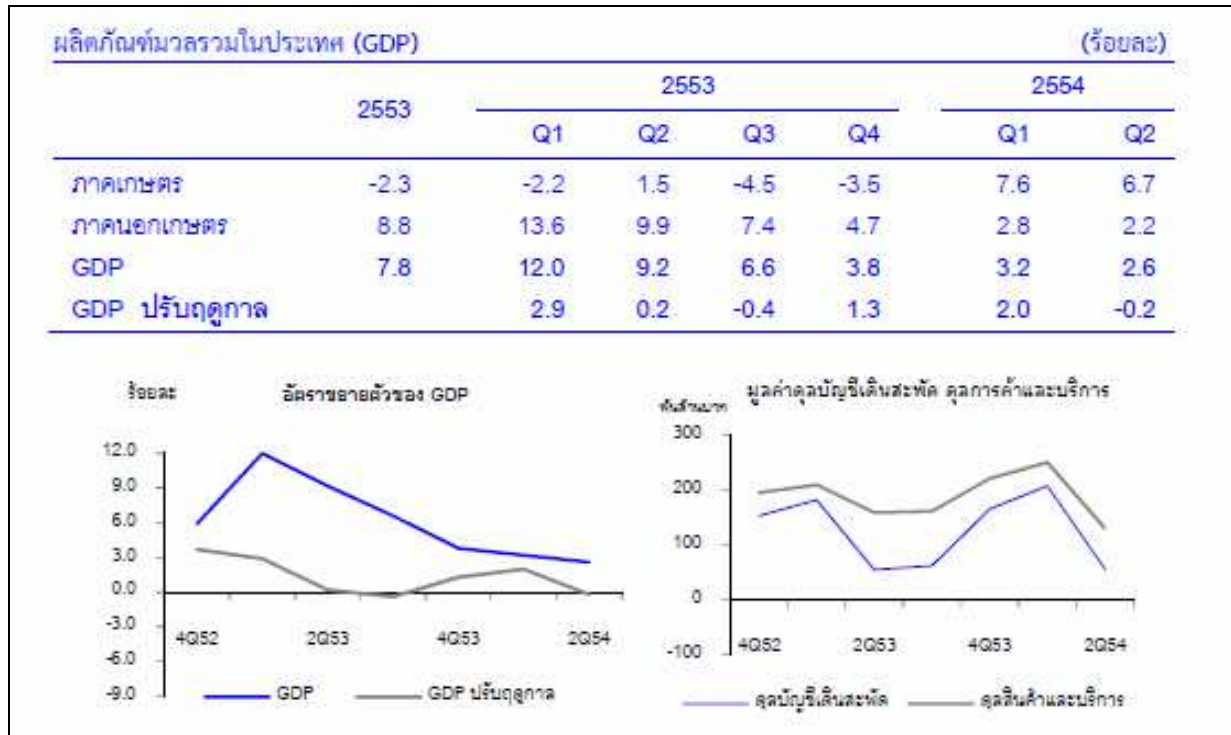 ผลิตภัณฑ์มวลรวมในประเทศ (GDP) (ร้อยละ)
2553 2553 2554
Q1 Q2 Q3 Q4 Q1 Q2
ภาคเกษตร -2.3 -2.2 1.5 -4.5 -3.5 7.6 6.7
ภาคนอกเกษตร 8.8 13.6 9.9 7.4 4.7 2.8 2.2
GDP 7.8 12.0 9.2 6.6 3.8 3.2 2.6
GDP ปรับฤดูกาล 2.9 0.2 -0.4 1.3 2.0 -0.2
ร้อยละ อัตราขยายตัวของ GDP
12.0
9.0
6.0
3.0
0.0
-3.0
-6.0
-9.0
4Q52 2Q53 4Q53 2Q54
GDP GDP ปรับฤดูกาล
พันล้านบาท มูลค่าดุลบัญชีเดินสะพัด ดุลการค้าและบริการ
300
200
100
0
-100
4Q52 2Q53 4Q53 2Q54
ดุลบัญชีเดินสะพัด ดุลสินค้าและบริการ